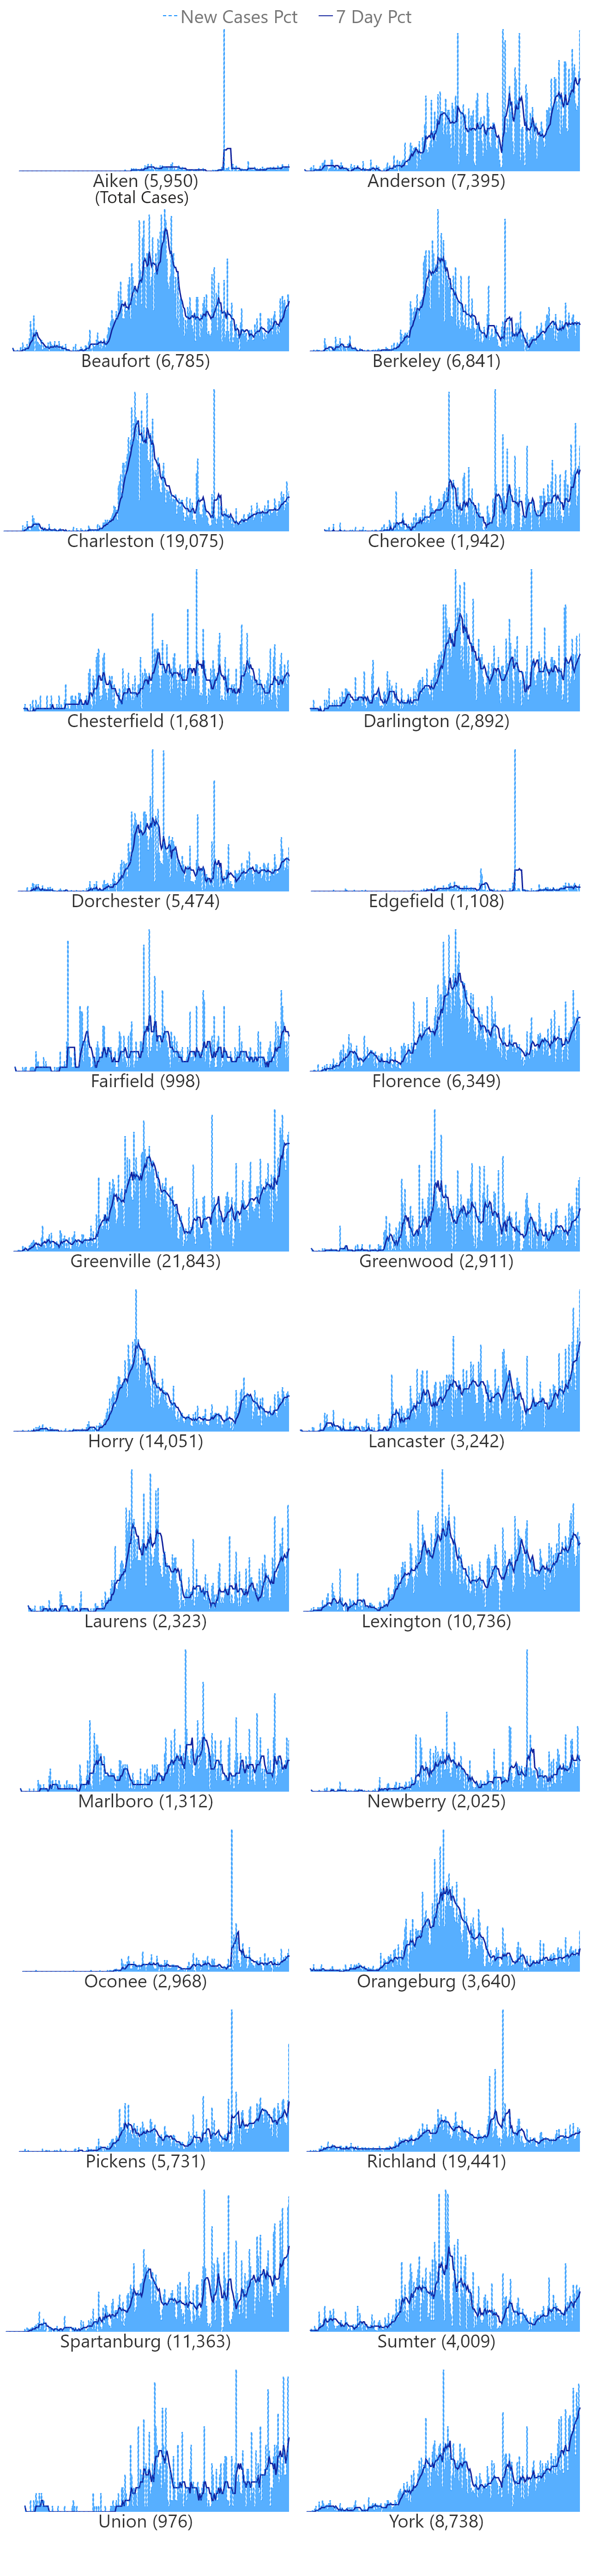 New Cases Pct 7 Day Pct
Aiken (5,950) Anderson (7,395)
(Total Cases)
Beaufort (6,785) Berkeley (6,841)
Charleston (19,075) Cherokee (1,942)
Chesterfield (1,681) Darlington (2,892)
Dorchester (5,474) Edgefield (1,108)
Fairfield (998) Florence (6,349)
Greenville (21,843) Greenwood (2,911)
Horry (14,051) Lancaster (3,242)
Laurens (2,323) Lexington (10,736)
Marlboro (1,312) Newberry (2,025)
Oconee (2,968) Orangeburg (3,640)
Pickens (5,731) Richland (19,441)
Spartanburg (11,363) Sumter (4,009)
Union (976) York (8,738)